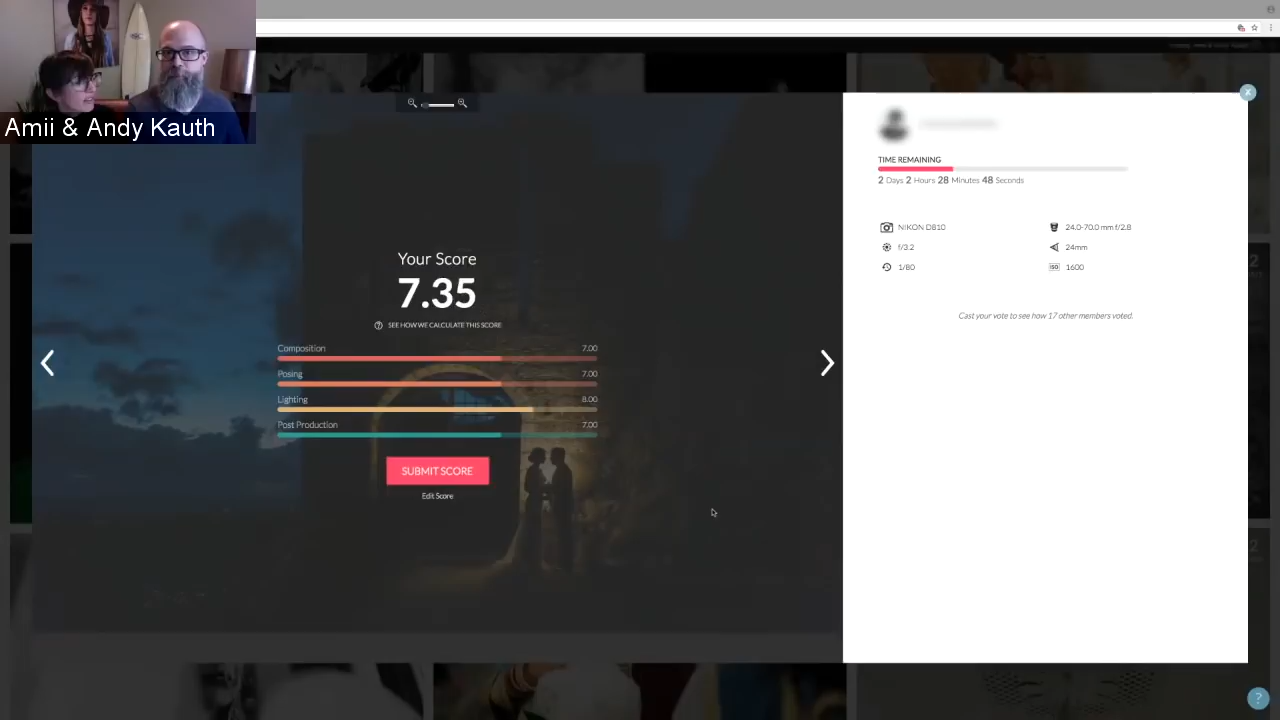 Amii & Andy Kauth
TIME REMAINING
2 Days 2 Hours 28 Minutes 48 Seconds
NIKON D810
24.0-70.0 mm f/2.8
f/3.2
24mm
1/80
ISO
1600
Cast your vote to see how 17 other members voted.
Your Score
7.35
? SEE HOW WE CALCULATE THIS SCORE
Composition 7.00
Posing 7.00
Lighting 8.00
Post Production 7.00
SUBMIT SCORE
Edit Score
?